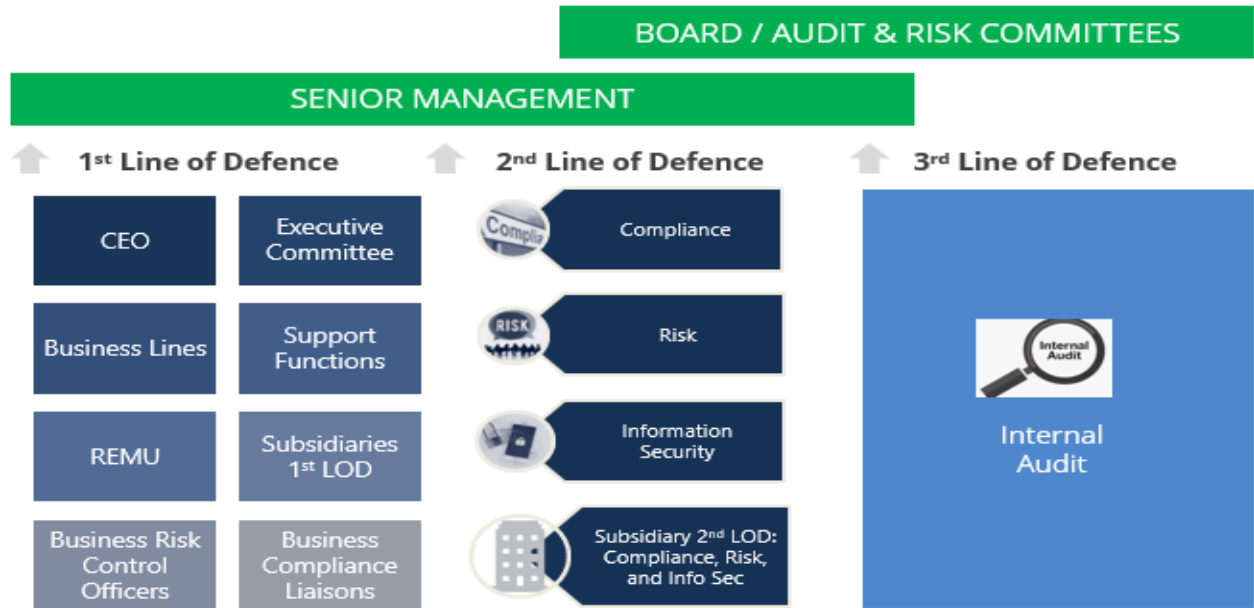 BOARD / AUDIT & RISK COMMITTEES
SENIOR MANAGEMENT
1st Line of Defence
2nd Line of Defence
3rd Line of Defence
CEO
Executive
Committee
Business Lines
Support
Functions
REMU
Subsidiaries
1st LOD
Business Risk
Control
Officers
Business
Compliance
Liaisons
Complia
Compliance
RISK
Risk
Information
Security
Subsidiary 2nd LOD:
Compliance, Risk,
and Info Sec
Internal
Audit
Internal
Audit